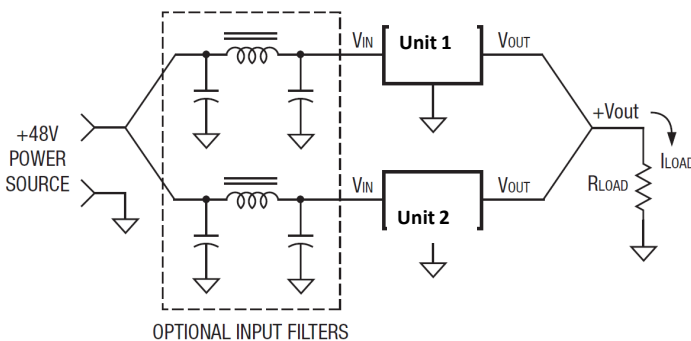 VIN
Unit 1
VOUT
+48V
POWER
SOURCE
+Vout
ILOAD
RLOAD
VIN
Unit 2
VOUT
OPTIONAL INPUT FILTERS